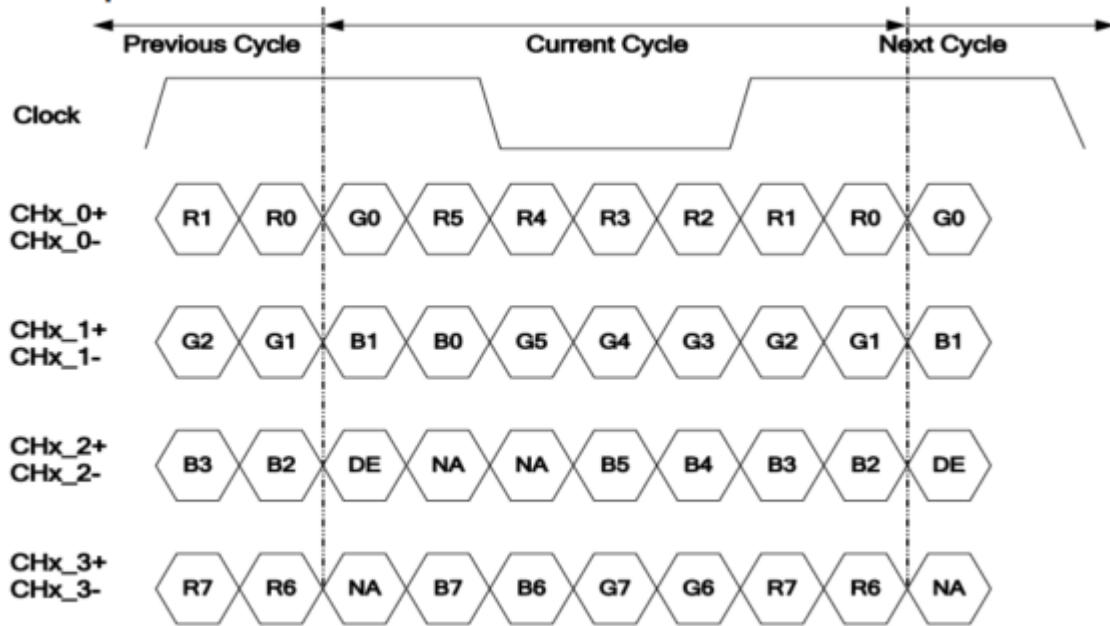 Previous Cycle Current Cycle Next Cycle
Clock
CHx_0+
CHx_0-
R1 R0 G0 R5 R4 R3 R2 R1 R0 G0
CHx_1+
CHx_1-
G2 G1 B1 B0 G5 G4 G3 G2 G1 B1
CHx_2+
CHx_2-
B3 B2 DE NA NA B5 B4 B3 B2 DE
CHx_3+
CHx_3-
R7 R6 NA B7 B6 G7 G6 R7 R6 NA